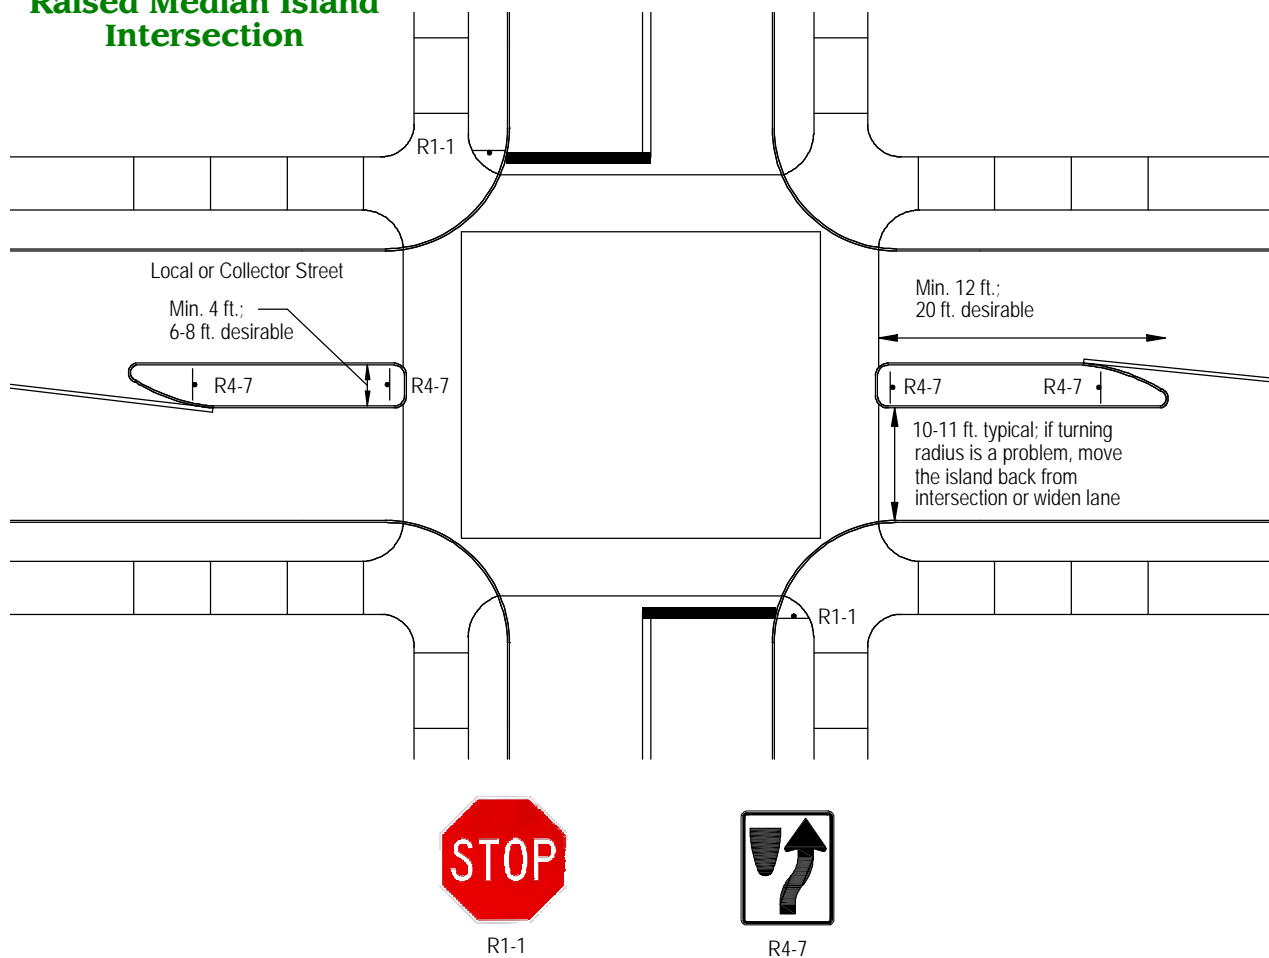 Raised Median Island
Intersection
R1-1
Local or Collector Street
Min. 4 ft.;
6-8 ft. desirable
Min. 12 ft.;
20 ft. desirable
R4-7
R4-7
R4-7
R4-7
10-11 ft. typical; if turning
radius is a problem, move
the island back from
intersection or widen lane
R1-1
STOP
R1-1
R4-7